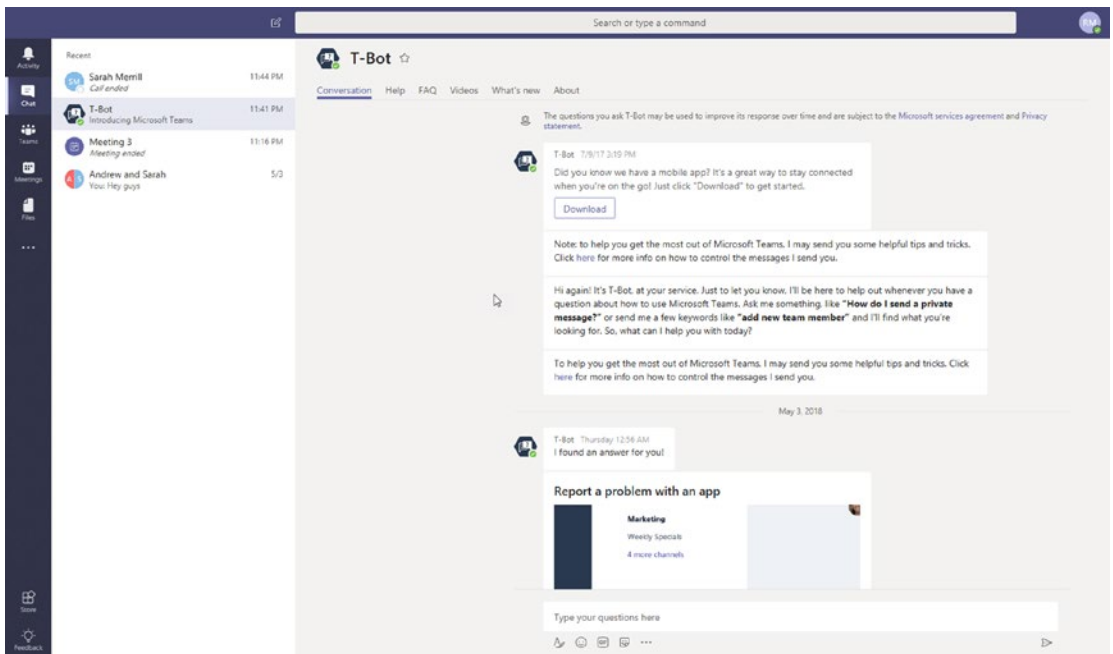 Search or type a command
RM
Activity
Chat
Teams
Meetings
Files
Store
Feedback
Recent
SM
Sarah Merrill
11:44 PM
Call ended
T-Bot
11:41 PM
Introducing Microsoft Teams
Meeting 3
11:16 PM
Meeting ended
A S
Andrew and Sarah
5/3
You: Hey guys
T-Bot
Conversation Help FAQ Videos What's new About
The questions you ask T-Bot may be used to improve its response over time and are subject to the Microsoft services agreement and Privacy
statement.
T-Bot 7/9/17 3:19 PM
Did you know we have a mobile app? It's a great way to stay connected
when you're on the go! Just click "Download" to get started.
Download
Note: to help you get the most out of Microsoft Teams, I may send you some helpful tips and tricks.
Click here for more info on how to control the messages I send you.
Hi again! It's T-Bot, at your service. Just to let you know, I'll be here to help out whenever you have a
question about how to use Microsoft Teams. Ask me something, like "How do I send a private
message?" or send me a few keywords like "add new team member" and I'll find what you're
looking for. So, what can I help you with today?
To help you get the most out of Microsoft Teams, I may send you some helpful tips and tricks. Click
here for more info on how to control the messages I send you.
May 3, 2018
T-Bot Thursday 12:56 AM
I found an answer for you!
Report a problem with an app
Marketing
Weekly Specials
4 more channels
Type your questions here